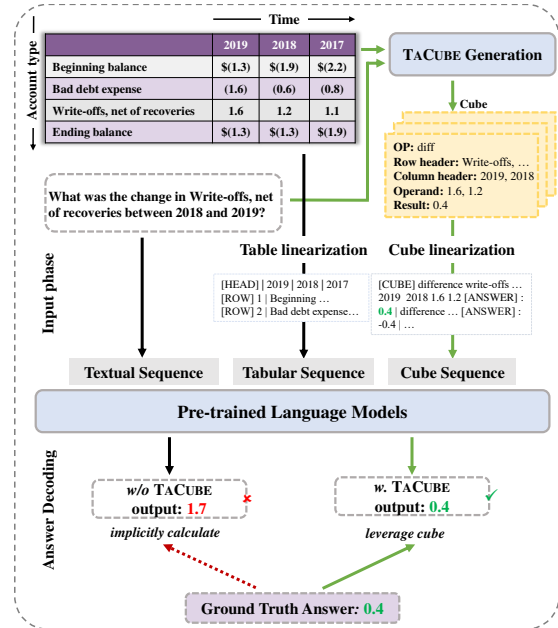 Time
Account type
2019 2018 2017
Beginning balance $(1.3) $(1.9) $(2.2)
Bad debt expense (1.6) (0.6) (0.8)
Write-offs, net of recoveries 1.6 1.2 1.1
Ending balance $(1.3) $(1.3) $(1.9)
TACUBE Generation
Cube
OP: diff
Row header: Write-offs, …
Column header: 2019, 2018
Operand: 1.6, 1.2
Result: 0.4
What was the change in Write-offs, net
of recoveries between 2018 and 2019?
Input phase
Table linearization
[HEAD] | 2019 | 2018 | 2017
[ROW] 1 | Beginning …
[ROW] 2 | Bad debt expense…
Cube linearization
[CUBE] difference write-offs …
2019 2018 1.6 1.2 [ANSWER] :
0.4 | difference … [ANSWER] :
-0.4 | …
Textual Sequence
Tabular Sequence
Cube Sequence
Pre-trained Language Models
Answer Decoding
w/o TACUBE
output: 1.7
implicitly calculate
w. TACUBE
output: 0.4
leverage cube
Ground Truth Answer: 0.4